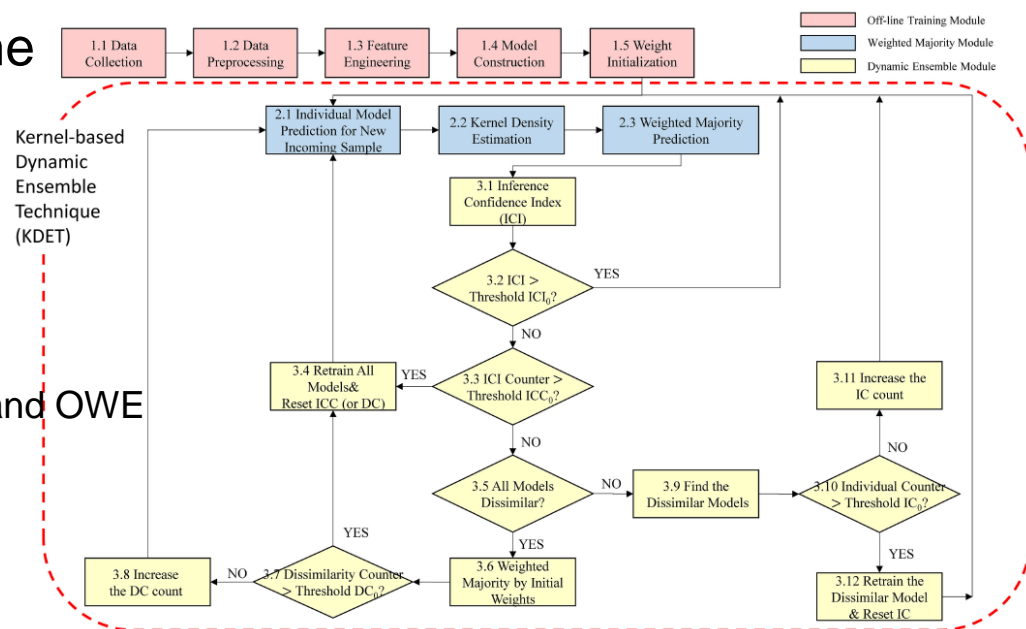 ne
1.1 Data
Collection
1.2 Data
Preprocessing
1.3 Feature
Engineering
1.4 Model
Construction
1.5 Weight
Initialization
Off-line Training Module
Weighted Majority Module
Dynamic Ensemble Module
Kernel-based
Dynamic
Ensemble
Technique
(KDET)
2.1 Individual Model
Prediction for New
Incoming Sample
2.2 Kernel Density
Estimation
2.3 Weighted Majority
Prediction
3.1 Inference
Confidence Index
(ICI)
3.2 ICI >
Threshold ICI₀?
YES
NO
3.3 ICI Counter >
Threshold ICC₀?
YES
3.4 Retrain All
Models&
Reset ICC (or DC)
and OWE
NO
3.5 All Models
Dissimilar?
NO
3.9 Find the
Dissimilar Models
3.10 Individual Counter
> Threshold IC₀?
NO
3.11 Increase the
IC count
YES
3.12 Retrain the
Dissimilar Model
& Reset IC
YES
3.6 Weighted
Majority by Initial
Weights
3.7 Dissimilarity Counter
> Threshold DC₀?
YES
NO
3.8 Increase
the DC count